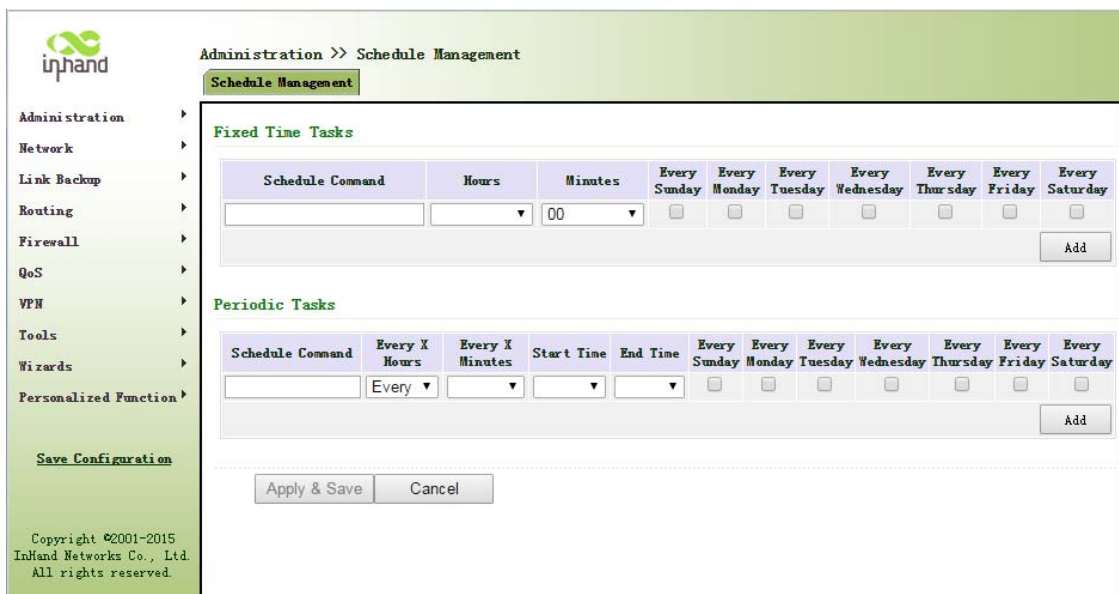 inhand
Administration >> Schedule Management
Schedule Management
Administration
Network
Link Backup
Routing
Firewall
QoS
VPN
Tools
Wizards
Personalized Function
Save Configuration
Copyright ©2001-2015
InHand Networks Co., Ltd.
All rights reserved.
Fixed Time Tasks
Schedule Command Hours Minutes Every Sunday Every Monday Every Tuesday Every Wednesday Every Thursday Every Friday Every Saturday
00
Add
Periodic Tasks
Schedule Command Every X Hours Every X Minutes Start Time End Time Every Sunday Every Monday Every Tuesday Every Wednesday Every Thursday Every Friday Every Saturday
Every
Add
Apply & Save Cancel